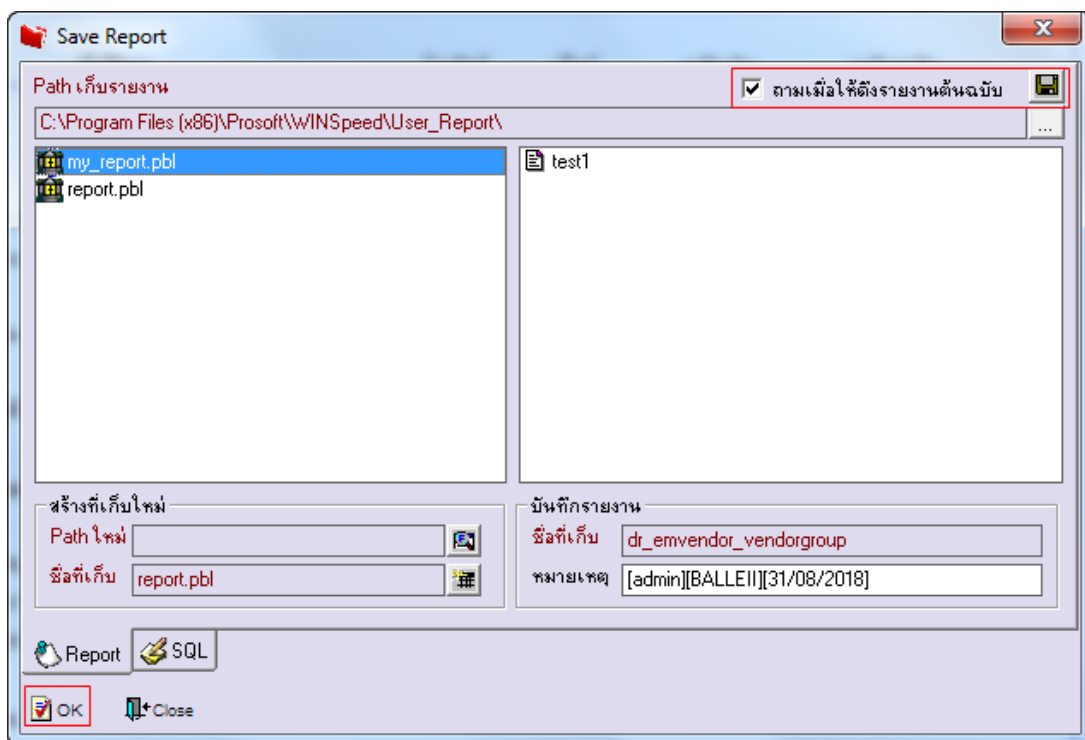 Save Report
Path เก็บรายงาน
ถามเมื่อให้ดึงรายงานต้นฉบับ
C:\Program Files (x86)\Prosoft\WINSpeed\User_Report\
...
my_report.pbl
report.pbl
test1
สร้างที่เก็บใหม่
Path ใหม่
ชื่อที่เก็บ report.pbl
บันทึกรายงาน
ชื่อที่เก็บ dr_emvendor_vendorgroup
หมายเหตุ [admin][BALLEII][31/08/2018]
Report SQL
OK Close